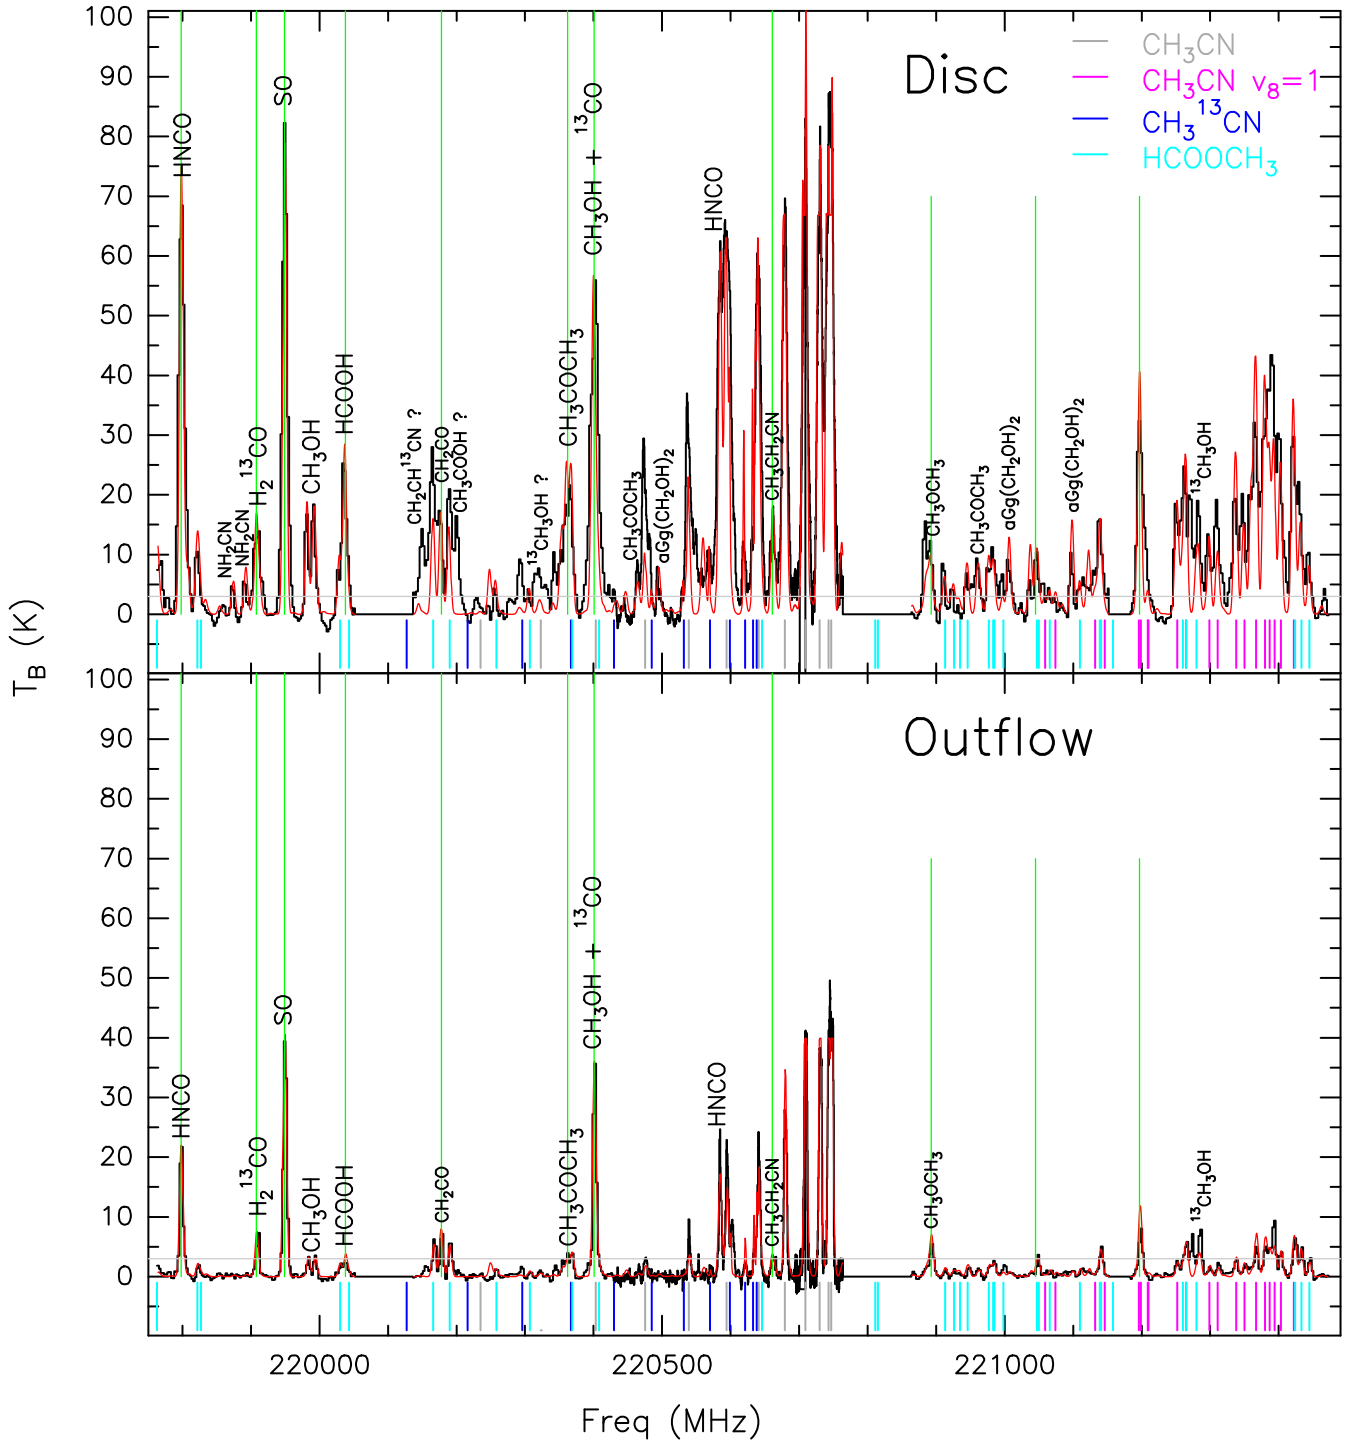 Disc
CH₃CN
CH₃CN v₈=1
CH₃¹³CN
HCOOCH₃
100
90
80
70
60
50
40
30
20
10
0
HNCO
NH₂CN
NH₂CN
H₂ ¹³CO
SO
CH₃OH
HCOOH
CH₂CH¹³CN ?
CH₂CO
CH₃COOH ?
¹³CH₃OH ?
CH₃COCH₃
CH₃OH + ¹³CO
CH₃COCH₃
aGg(CH₂OH)₂
HNCO
CH₃CH₂CN
CH₃OCH₃
CH₃COCH₃
aGg(CH₂OH)₂
aGg(CH₂OH)₂
¹³CH₃OH
T_B (K)
Outflow
100
90
80
70
60
50
40
30
20
10
0
HNCO
H₂ ¹³CO
SO
CH₃OH
HCOOH
CH₂CO
CH₃COCH₃
CH₃OH + ¹³CO
HNCO
CH₃CH₂CN
CH₃OCH₃
¹³CH₃OH
220000
220500
221000
Freq (MHz)